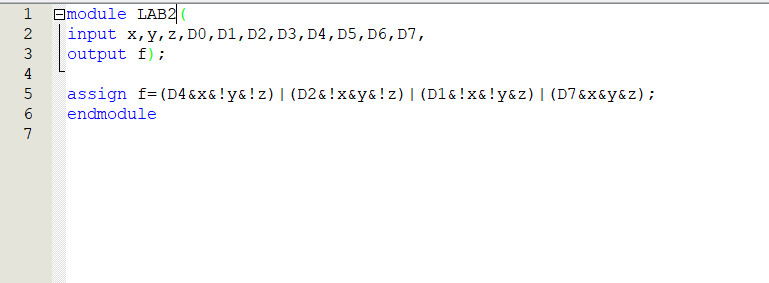 1 module LAB2(
2 input x,y,z,D0,D1,D2,D3,D4,D5,D6,D7,
3 output f);
4
5 assign f=(D4&x&!y&!z)|(D2&!x&y&!z)|(D1&!x&!y&z)|(D7&x&y&z);
6 endmodule
7